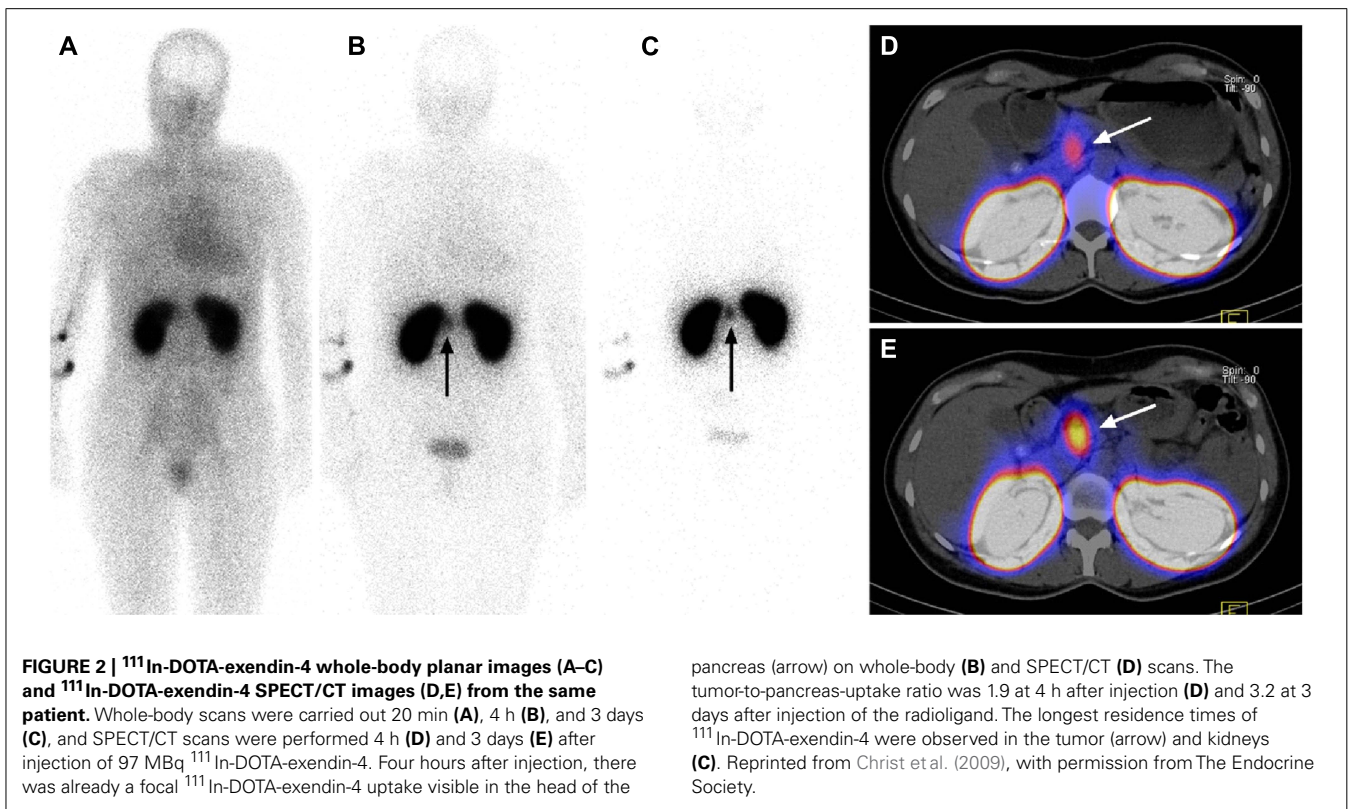 A
B
C
D
Spin: 0
Tilt: -90
F
E
Spin: 0
Tilt: -90
F
FIGURE 2 | ¹¹¹In-DOTA-exendin-4 whole-body planar images (A–C)
and ¹¹¹In-DOTA-exendin-4 SPECT/CT images (D,E) from the same
patient. Whole-body scans were carried out 20 min (A), 4 h (B), and 3 days
(C), and SPECT/CT scans were performed 4 h (D) and 3 days (E) after
injection of 97 MBq ¹¹¹In-DOTA-exendin-4. Four hours after injection, there
was already a focal ¹¹¹In-DOTA-exendin-4 uptake visible in the head of the
pancreas (arrow) on whole-body (B) and SPECT/CT (D) scans. The
tumor-to-pancreas-uptake ratio was 1.9 at 4 h after injection (D) and 3.2 at 3
days after injection of the radioligand. The longest residence times of
¹¹¹In-DOTA-exendin-4 were observed in the tumor (arrow) and kidneys
(C). Reprinted from Christ et al. (2009), with permission from The Endocrine
Society.